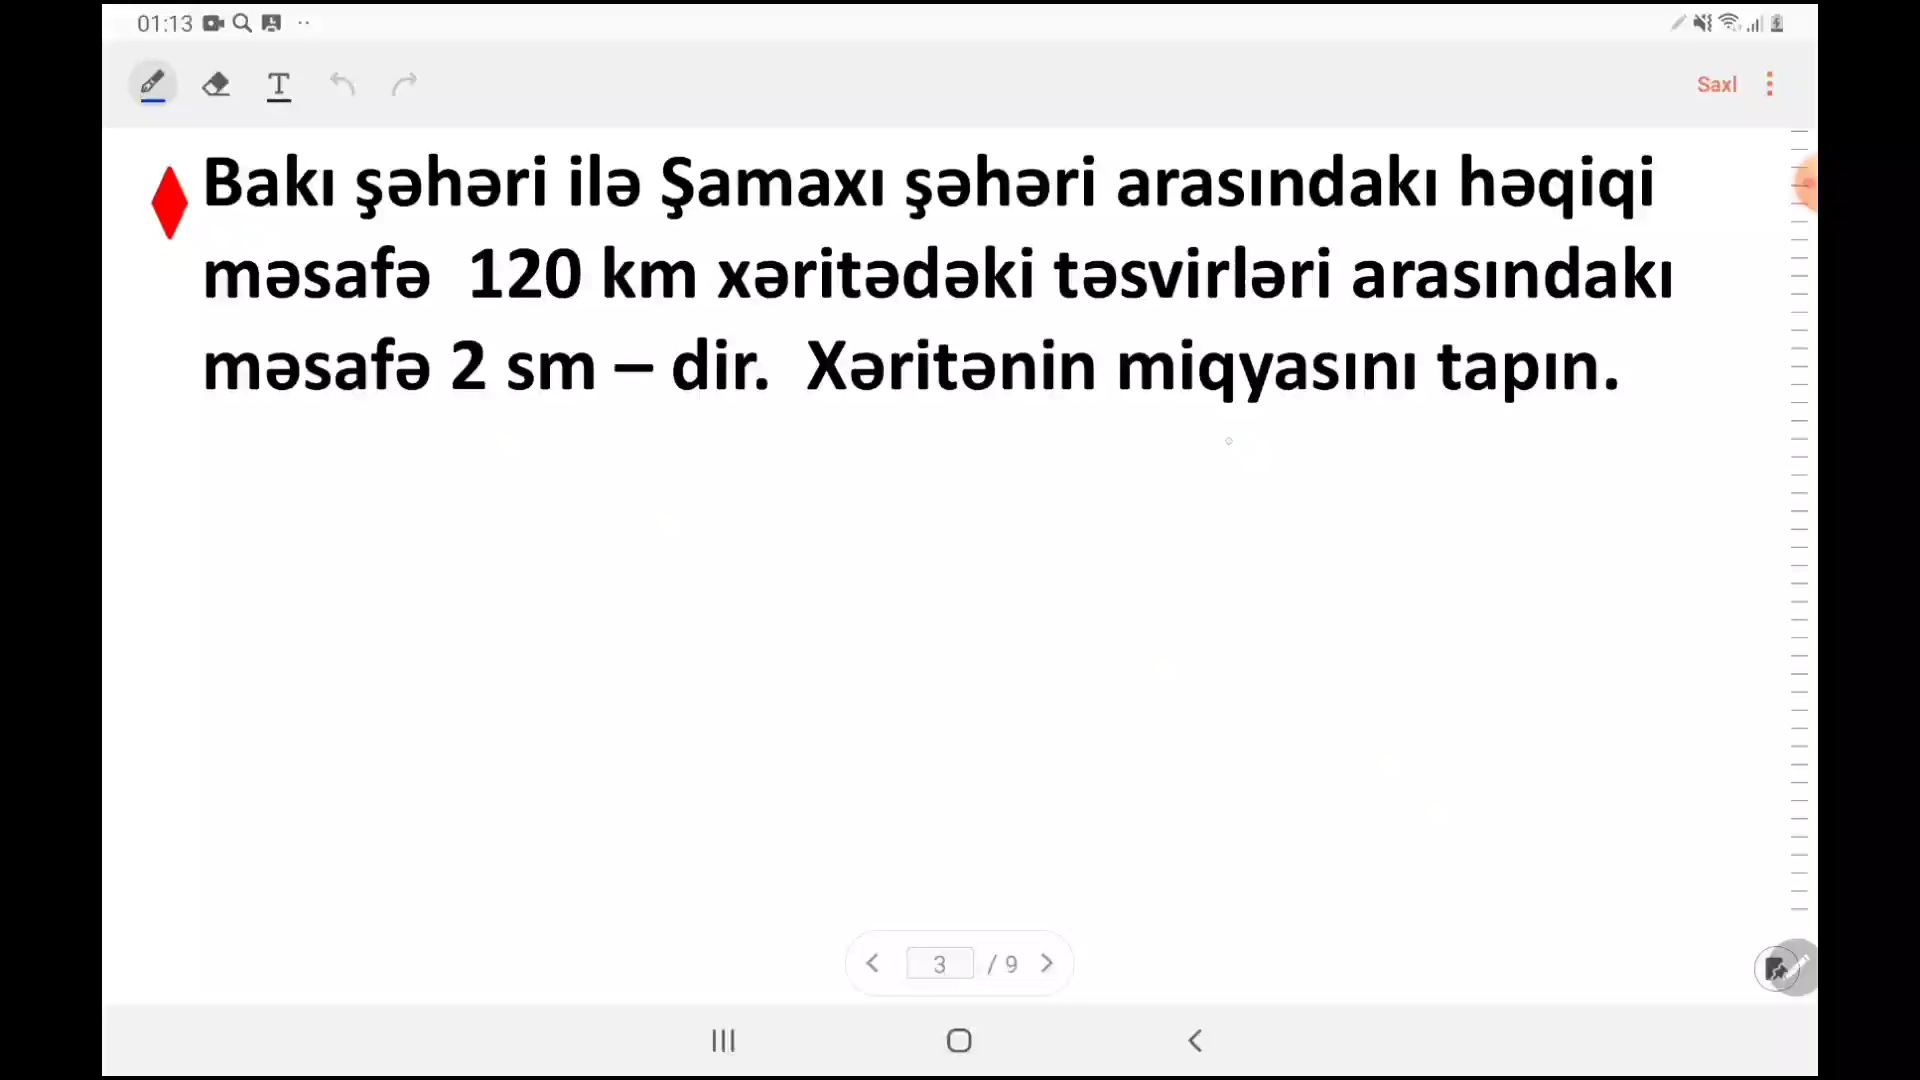 01:13
T
Saxl
Bakı şəhəri ilə Şamaxı şəhəri arasındakı həqiqi
məsafə 120 km xəritədəki təsvirləri arasındakı
məsafə 2 sm – dir. Xəritənin miqyasını tapın.
3 / 9